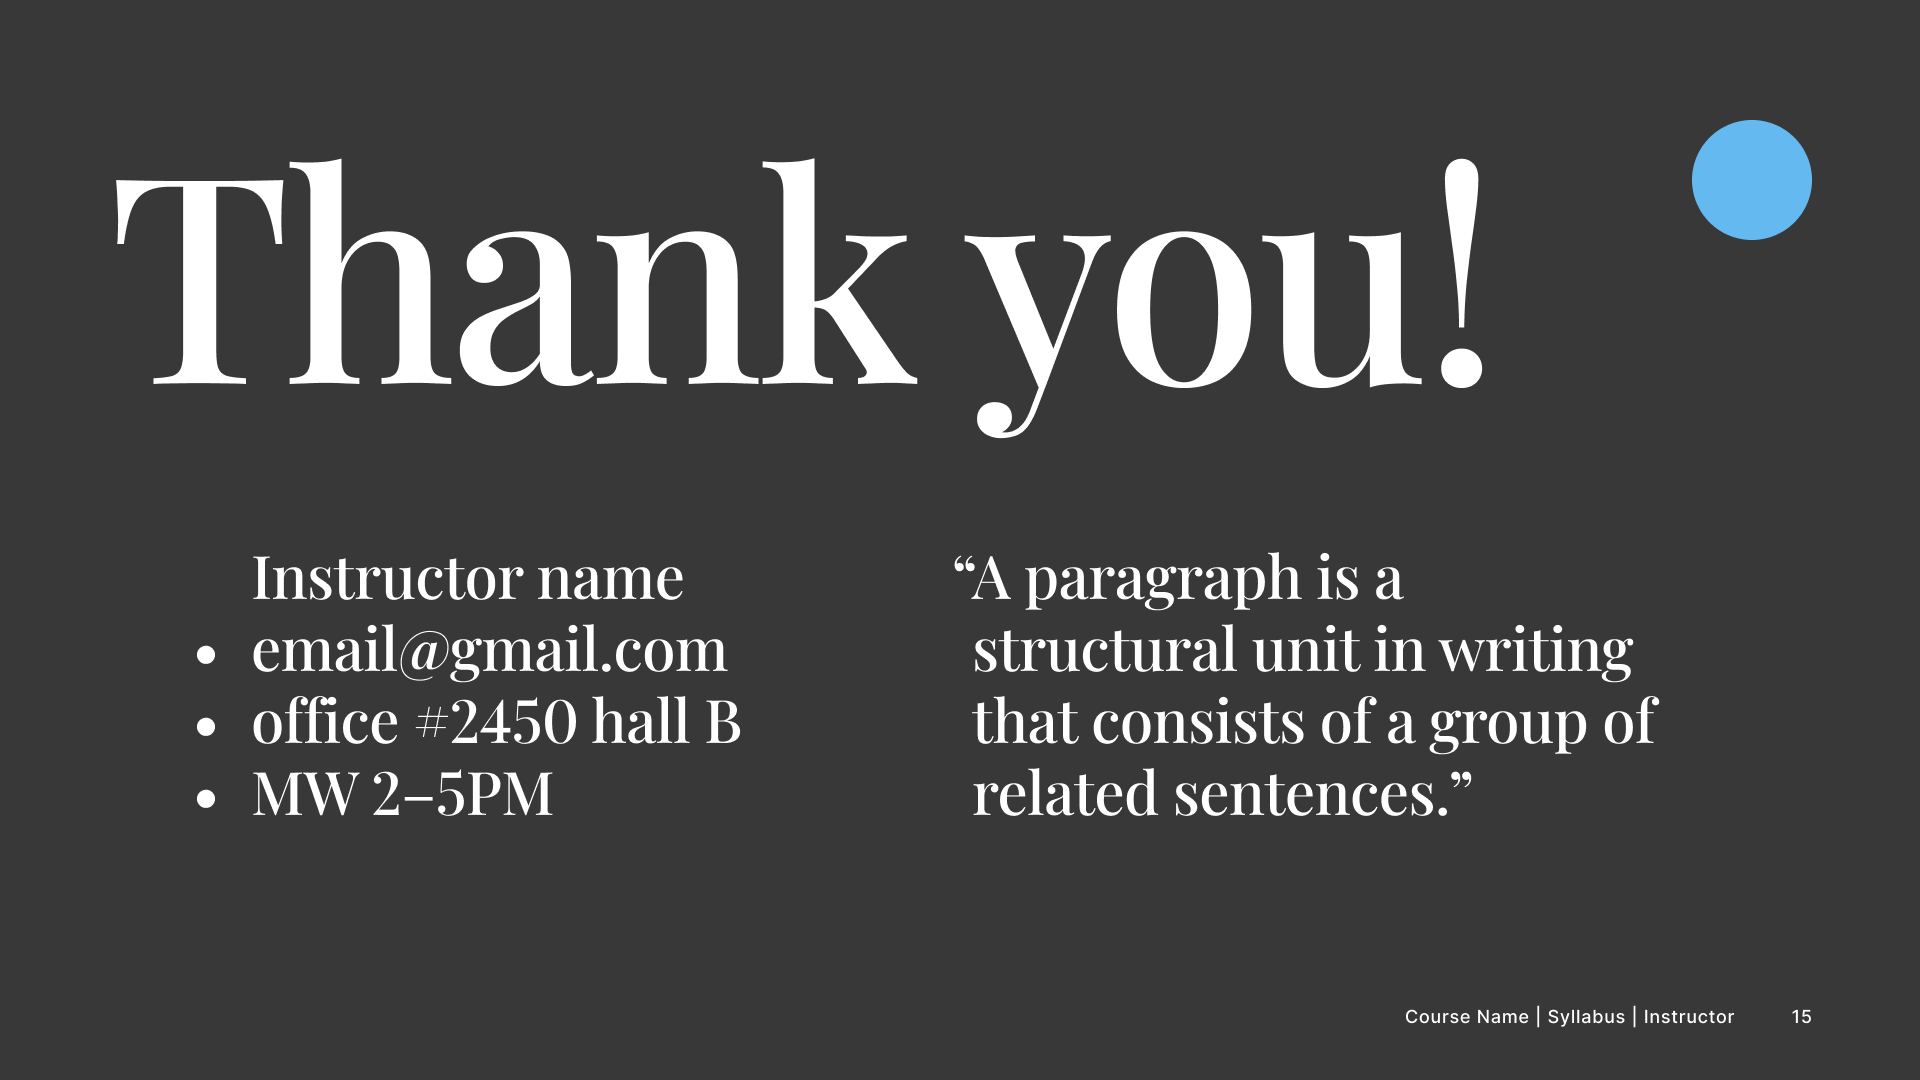 Thank you!
Instructor name
• email@gmail.com
• office #2450 hall B
• MW 2–5PM
“A paragraph is a
structural unit in writing
that consists of a group of
related sentences.”
Course Name | Syllabus | Instructor 15